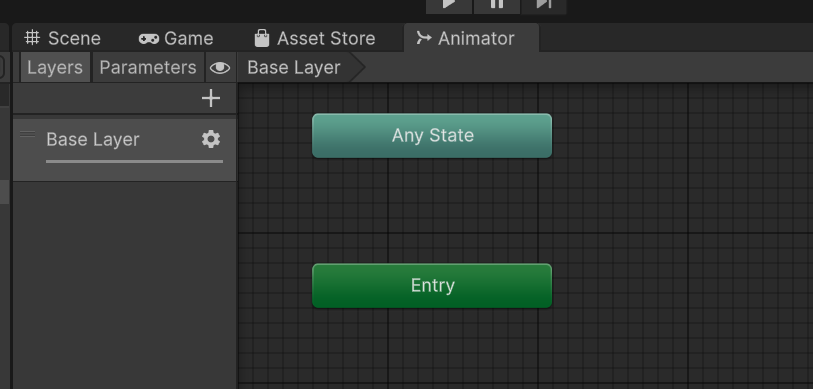 Scene Game Asset Store Animator
Layers Parameters Base Layer
Base Layer
Any State
Entry